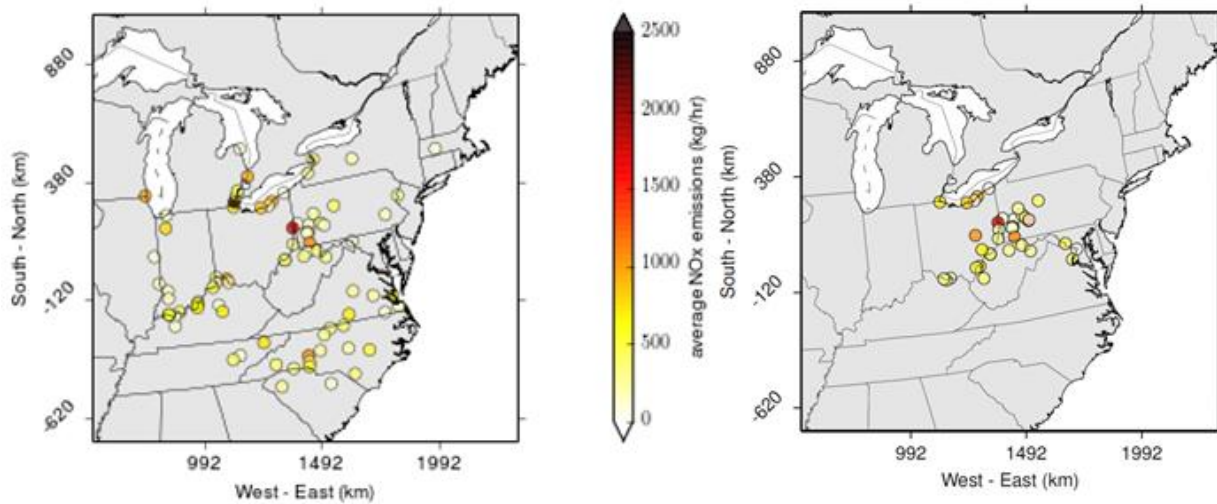 880
380
-120
-620
South - North (km)
992 1492 1992
West - East (km)
2500
2000
1500
1000
500
0
average NOx emissions (kg/hr)
880
380
-120
-620
South - North (km)
992 1492 1992
West - East (km)